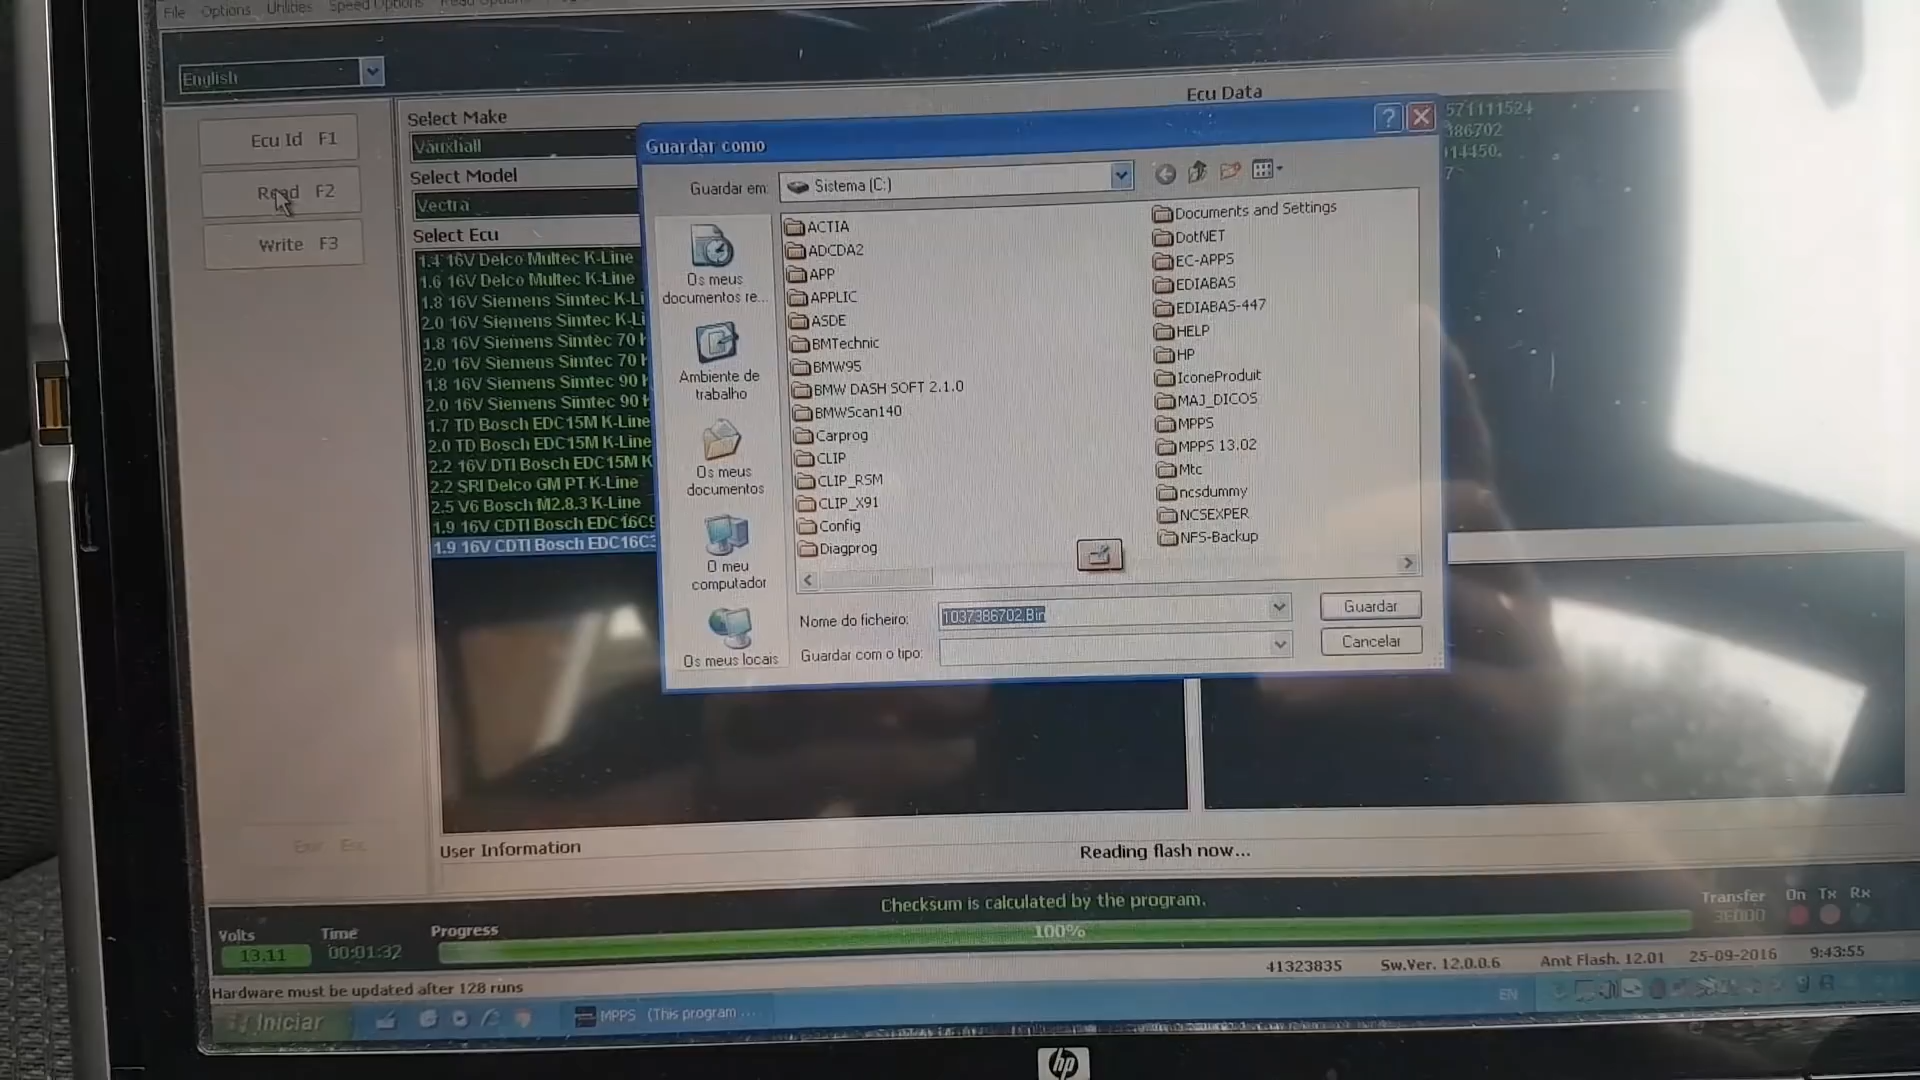 File Options Utilities Speed Options
English
Ecu Data
Ecu Id F1
Read F2
Write F3
Select Make
Vauxhall
Select Model
Vectra
Select Ecu
1.4 16V Delco Multec K-Line
1.6 16V Delco Multec K-Line
1.8 16V Siemens Simtec K-Li
2.0 16V Siemens Simtec K-Li
1.8 16V Siemens Simtec 70
2.0 16V Siemens Simtec 70
1.8 16V Siemens Simtec 90
2.0 16V Siemens Simtec 90
1.7 TD Bosch EDC15M K-Line
2.0 TD Bosch EDC15M K-Line
2.2 16V DTI Bosch EDC15M K
2.2 SRI Delco GM PT K-Line
2.5 V6 Bosch M2.8.3 K-Line
1.9 16V CDTI Bosch EDC16C9
1.9 16V CDTI Bosch EDC16C3
571111524
386702
014450.
7
Guardar como
Guardar em: Sistema (C:)
Os meus documentos re...
Ambiente de trabalho
Os meus documentos
O meu computador
Os meus locais
ACTIA
ADCDA2
APP
APPLIC
ASDE
BMTechnic
BMW95
BMW DASH SOFT 2.1.0
BMWScan140
Carprog
CLIP
CLIP_RSM
CLIP_X91
Config
Diagprog
Documents and Settings
DotNET
EC-APPS
EDIABAS
EDIABAS-447
HELP
HP
IconeProduit
MAJ_DICOS
MPPS
MPPS 13.02
Mtc
ncsdummy
NCSEXPER
NFS-Backup
Nome do ficheiro: 1037386702.Bin
Guardar
Guardar com o tipo:
Cancelar
Exit Esc
User Information
Reading flash now...
Checksum is calculated by the program.
Volts
13.11
Time
00:01:32
Progress
100%
Transfer
36000
On Tx Rx
41323835 Sw.Ver. 12.0.0.6 Amt Flash. 12.01 25-09-2016 9:43:55
Hardware must be updated after 128 runs
Iniciar
MPPS (This program ...
EN
hp